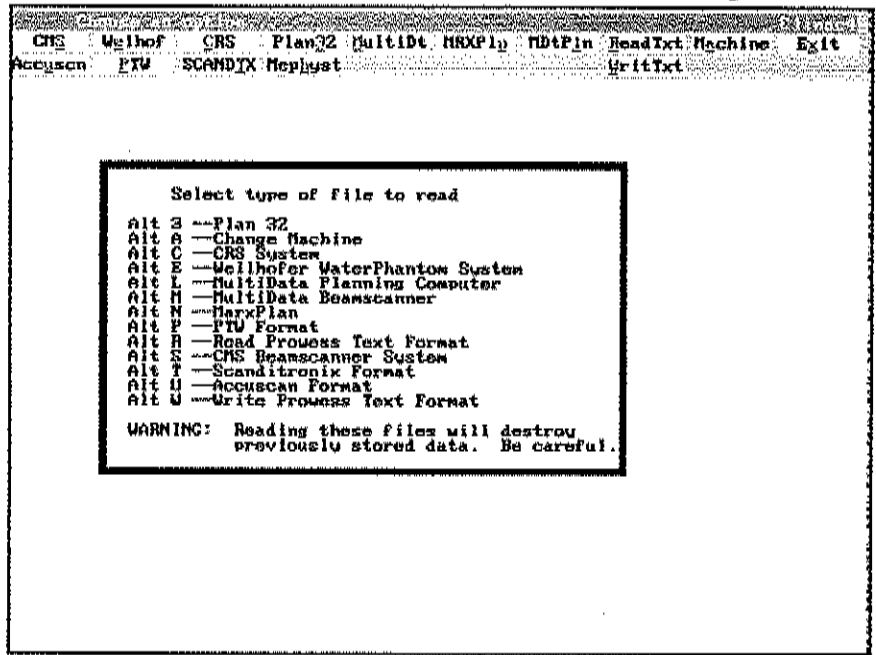 CMS Welhof CRS Plan32 MultiDt MRXPln MDtPln ReadTxt Machine Exit
Accuscn PTW SCANDIX Mephyst WritTxt
Select type of file to read
Alt 3 --Plan 32
Alt A --Change Machine
Alt C --CRS System
Alt E --Wellhofer WaterPhantom System
Alt L --MultiData Planning Computer
Alt M --MultiData Beamscanner
Alt N --MarxPlan
Alt P --PTW Format
Alt R --Read Prowess Text Format
Alt S --CMS Beamscanner System
Alt T --Scanditronix Format
Alt U --Accuscan Format
Alt W --Write Prowess Text Format
WARNING: Reading these files will destroy
previously stored data. Be careful.